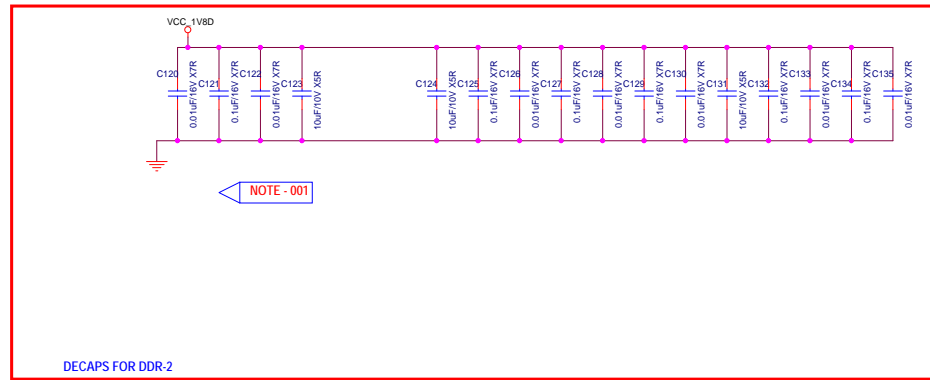 VCC_1V8D
C120
0.01uF/16V X7R
C121
0.1uF/16V X7R
C122
0.01uF/16V X7R
C123
10uF/10V X5R
C124
10uF/10V X5R
C125
0.1uF/16V X7R
C126
0.01uF/16V X7R
C127
0.1uF/16V X7R
C128
0.01uF/16V X7R
C129
0.1uF/16V X7R
C130
0.01uF/16V X7R
C131
10uF/10V X5R
C132
0.1uF/16V X7R
C133
0.01uF/16V X7R
C134
0.1uF/16V X7R
C135
0.01uF/16V X7R
NOTE - 001
DECAPS FOR DDR-2